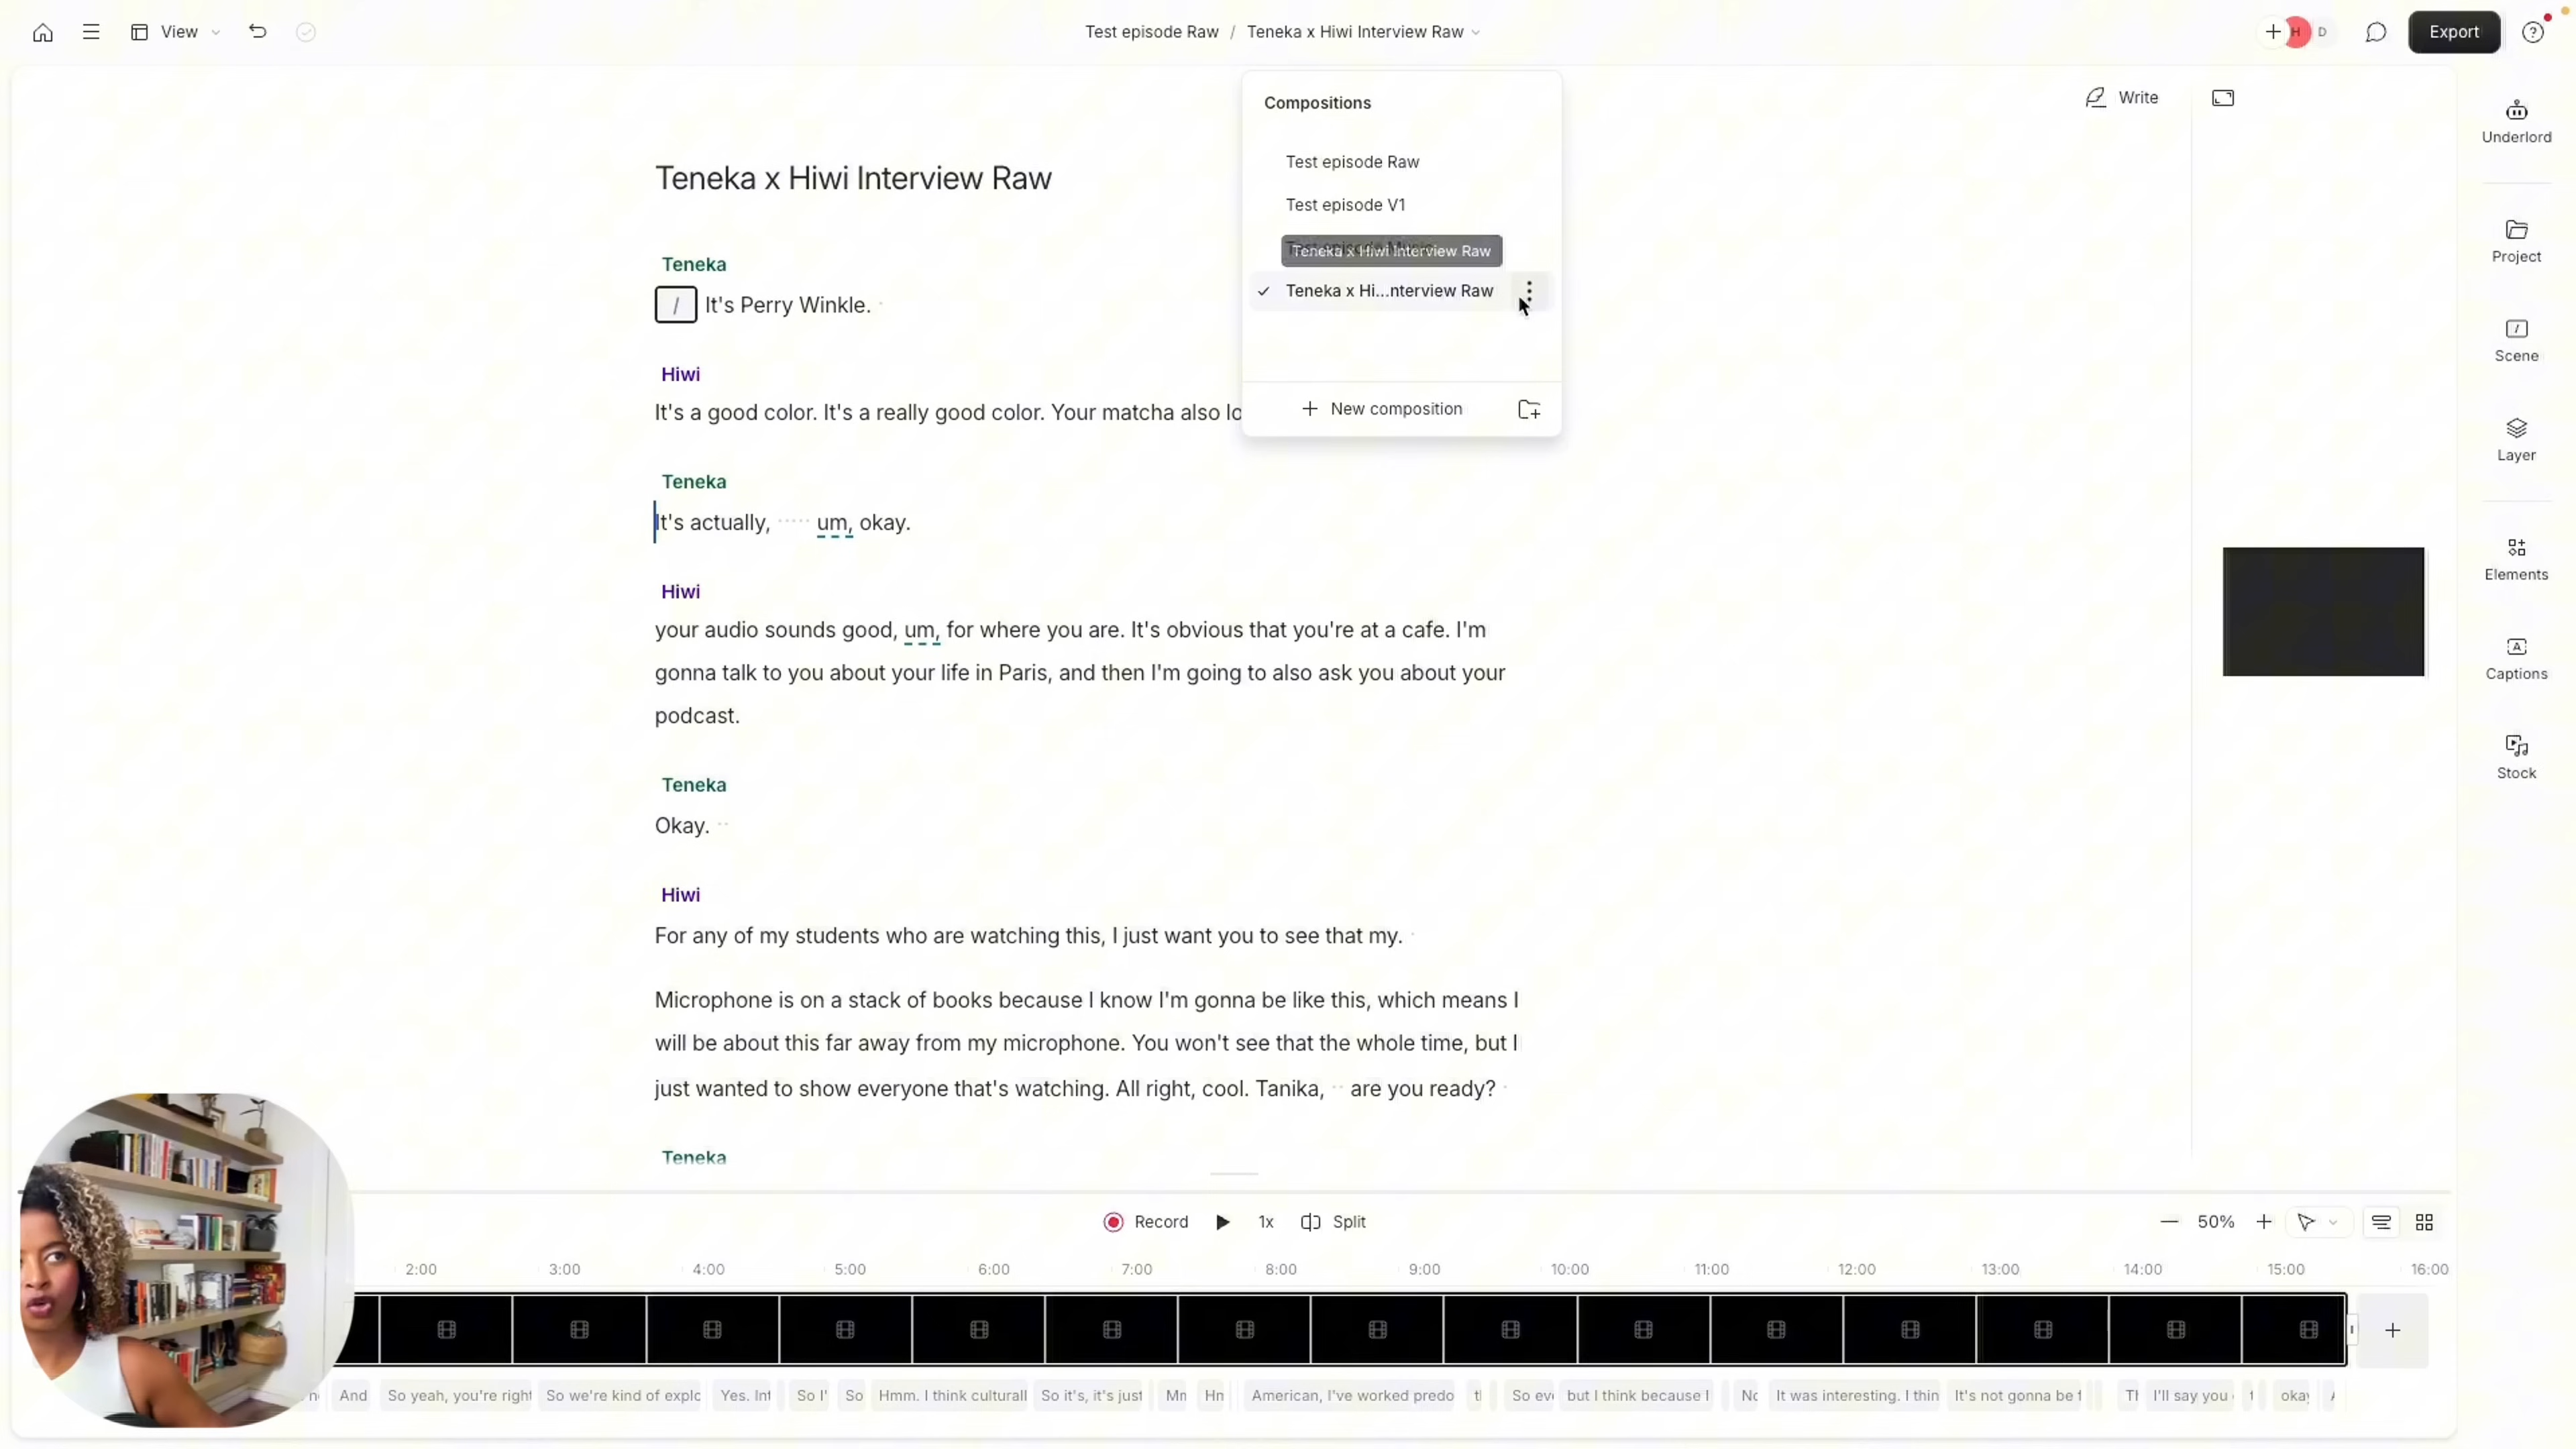 View
Test episode Raw / Teneka x Hiwi Interview Raw
H D
Export
Compositions
Test episode Raw
Test episode V1
Teneka x Hiwi Interview Raw
Teneka x Hi...nterview Raw
+ New composition
Write
Teneka x Hiwi Interview Raw
Teneka
/ It's Perry Winkle.
Hiwi
It's a good color. It's a really good color. Your matcha also lo
Teneka
It's actually, um, okay.
Hiwi
your audio sounds good, um, for where you are. It's obvious that you're at a cafe. I'm
gonna talk to you about your life in Paris, and then I'm going to also ask you about your
podcast.
Teneka
Okay.
Hiwi
For any of my students who are watching this, I just want you to see that my.
Microphone is on a stack of books because I know I'm gonna be like this, which means I
will be about this far away from my microphone. You won't see that the whole time, but I
just wanted to show everyone that's watching. All right, cool. Tanika, are you ready?
Teneka
Underlord
Project
Scene
Layer
Elements
Captions
Stock
Record 1x Split
50%
2:00 3:00 4:00 5:00 6:00 7:00 8:00 9:00 10:00 11:00 12:00 13:00 14:00 15:00 16:00
And So yeah, you're right So we're kind of explo Yes. Int So I' So Hmm. I think culturall So it's, it's just Mn Hn American, I've worked predo So eve but I think because I No It was interesting. I thin It's not gonna be f Th I'll say you okay